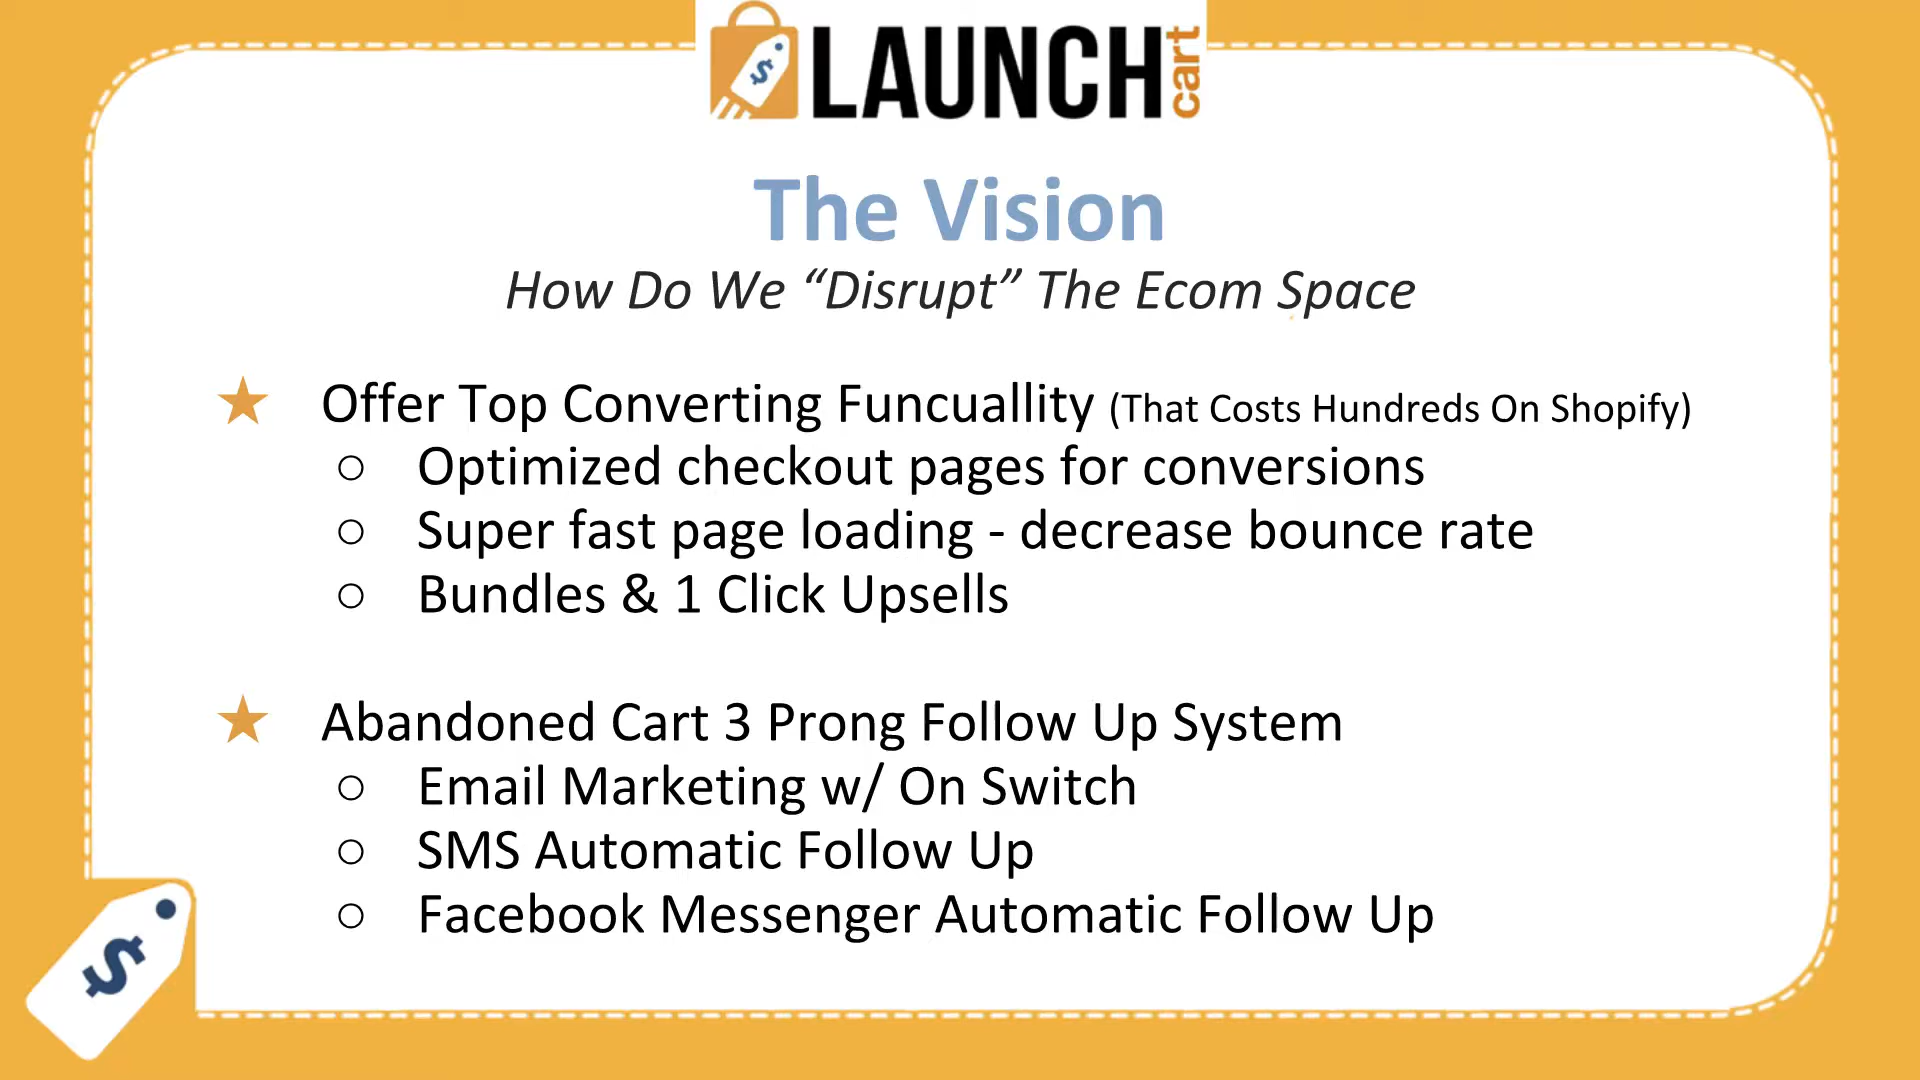 LAUNCH cart
The Vision
How Do We “Disrupt” The Ecom Space
★ Offer Top Converting Funcuallity (That Costs Hundreds On Shopify)
○ Optimized checkout pages for conversions
○ Super fast page loading - decrease bounce rate
○ Bundles & 1 Click Upsells
★ Abandoned Cart 3 Prong Follow Up System
○ Email Marketing w/ On Switch
○ SMS Automatic Follow Up
○ Facebook Messenger Automatic Follow Up
$